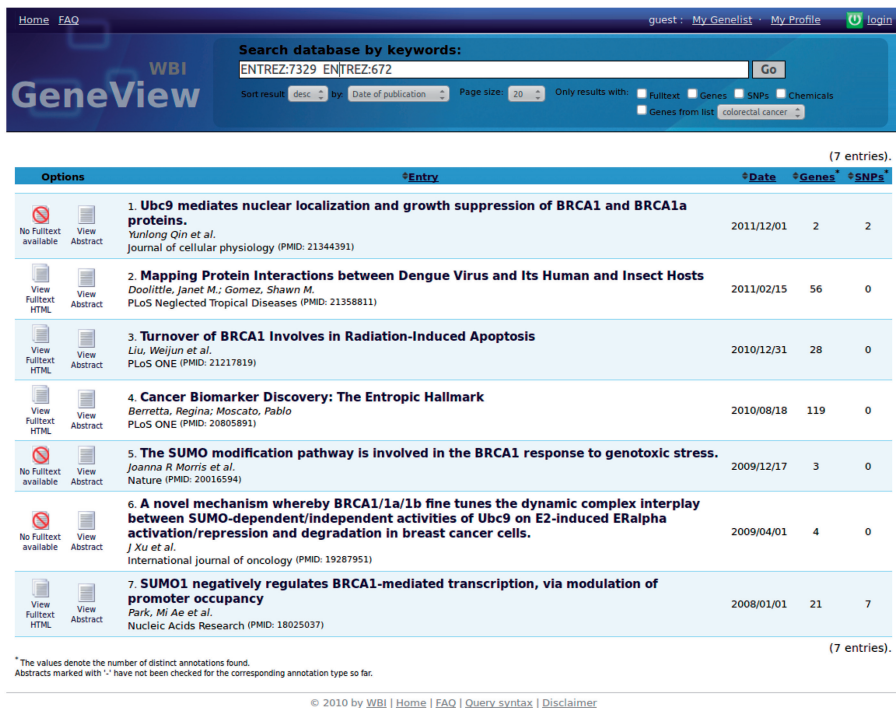 Home FAQ
guest : My Genelist · My Profile login
WBI
GeneView
Search database by keywords:
ENTREZ:7329 ENTREZ:672
Go
Sort result desc by: Date of publication Page size: 20 Only results with: Fulltext Genes SNPs Chemicals
Genes from list colorectal cancer
(7 entries).
Options Entry Date Genes* SNPs*
No Fulltext available
View Abstract
1. Ubc9 mediates nuclear localization and growth suppression of BRCA1 and BRCA1a
proteins.
Yunlong Qin et al.
Journal of cellular physiology (PMID: 21344391)
2011/12/01 2 2
View Fulltext HTML
View Abstract
2. Mapping Protein Interactions between Dengue Virus and Its Human and Insect Hosts
Doolittle, Janet M.; Gomez, Shawn M.
PLoS Neglected Tropical Diseases (PMID: 21358811)
2011/02/15 56 0
View Fulltext HTML
View Abstract
3. Turnover of BRCA1 Involves in Radiation-Induced Apoptosis
Liu, Weijun et al.
PLoS ONE (PMID: 21217819)
2010/12/31 28 0
View Fulltext HTML
View Abstract
4. Cancer Biomarker Discovery: The Entropic Hallmark
Berretta, Regina; Moscato, Pablo
PLoS ONE (PMID: 20805891)
2010/08/18 119 0
No Fulltext available
View Abstract
5. The SUMO modification pathway is involved in the BRCA1 response to genotoxic stress.
Joanna R Morris et al.
Nature (PMID: 20016594)
2009/12/17 3 0
No Fulltext available
View Abstract
6. A novel mechanism whereby BRCA1/1a/1b fine tunes the dynamic complex interplay
between SUMO-dependent/independent activities of Ubc9 on E2-induced ERalpha
activation/repression and degradation in breast cancer cells.
J Xu et al.
International journal of oncology (PMID: 19287951)
2009/04/01 4 0
View Fulltext HTML
View Abstract
7. SUMO1 negatively regulates BRCA1-mediated transcription, via modulation of
promoter occupancy
Park, Mi Ae et al.
Nucleic Acids Research (PMID: 18025037)
2008/01/01 21 7
(7 entries).
* The values denote the number of distinct annotations found.
Abstracts marked with '-' have not been checked for the corresponding annotation type so far.
© 2010 by WBI | Home | FAQ | Query syntax | Disclaimer